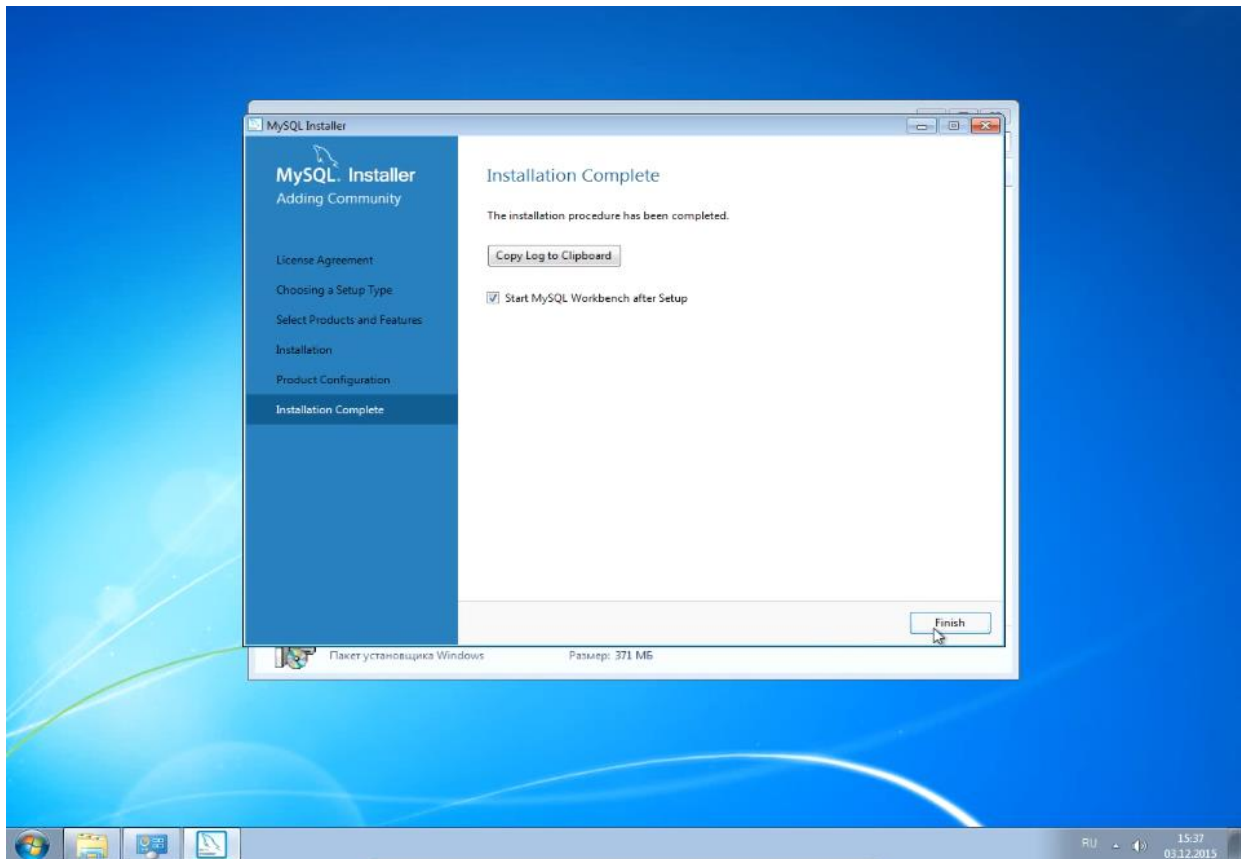 MySQL Installer
MySQL. Installer
Adding Community
License Agreement
Choosing a Setup Type
Select Products and Features
Installation
Product Configuration
Installation Complete
Installation Complete
The installation procedure has been completed.
Copy Log to Clipboard
Start MySQL Workbench after Setup
Finish
Пакет установщика Windows
Размер: 371 МБ
RU
15:37
03.12.2015